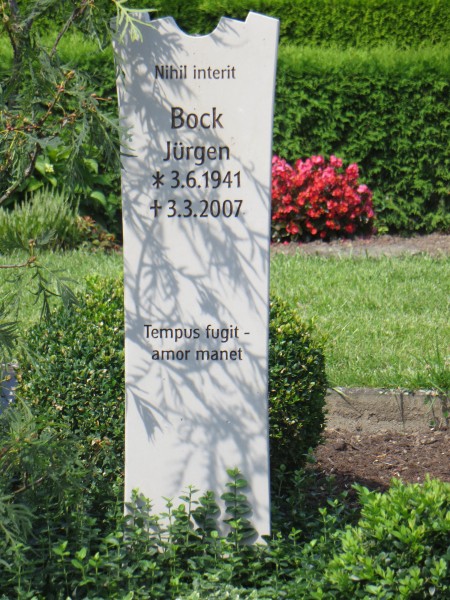 Nihil interit
Bock
Jürgen
* 3.6.1941
† 3.3.2007
Tempus fugit -
amor manet